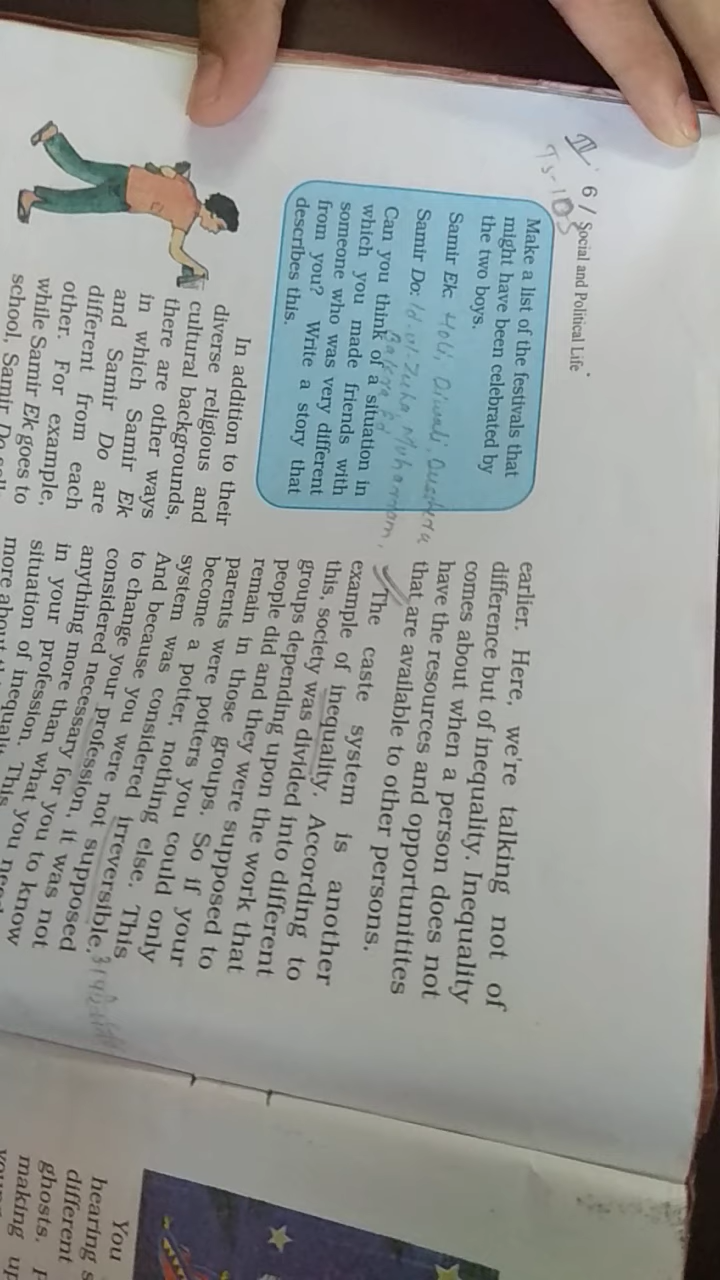 6 / Social and Political Life
Make a list of the festivals that
might have been celebrated by
the two boys.
Samir Ek: Holi, Diwali, Dusshera
Samir Do: Id-ul-Zuha, Muharram,
Bakra Ed
Can you think of a situation in
which you made friends with
someone who was very different
from you? Write a story that
describes this.
In addition to their
diverse religious and
cultural backgrounds,
there are other ways
in which Samir Ek
and Samir Do are
different from each
other. For example,
while Samir Ek goes to
school, Samir Do
earlier. Here, we're talking not of
difference but of inequality. Inequality
comes about when a person does not
have the resources and opportunitites
that are available to other persons.
The caste system is another
example of inequality. According to
this, society was divided into different
groups depending upon the work that
people did and they were supposed to
remain in those groups. So if your
parents were potters you could only
become a potter, nothing else. This
system was considered irreversible.
And because you were not supposed
to change your profession, it was not
considered necessary for you to know
anything more than what you need
in your profession. This
situation of inequality.
more about
You
hearing s
different
ghosts.
making up